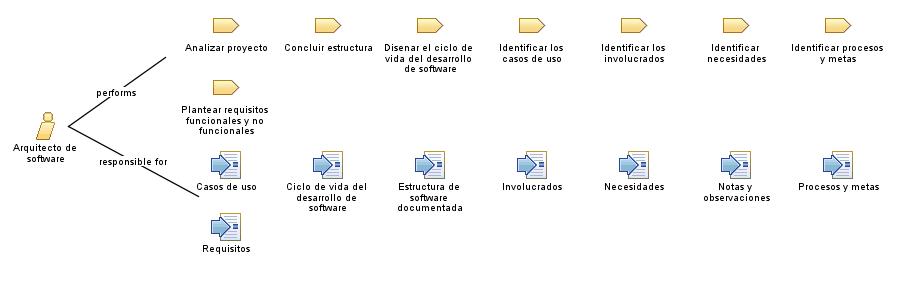 Analizar proyecto
Concluir estructura
Disenar el ciclo de
vida del desarrollo
de software
Identificar los
casos de uso
Identificar los
involucrados
Identificar
necesidades
Identificar procesos
y metas
performs
Plantear requisitos
funcionales y no
funcionales
Arquitecto de
software
responsible for
Casos de uso
Ciclo de vida del
desarrollo de
software
Estructura de
software
documentada
Involucrados
Necesidades
Notas y
observaciones
Procesos y metas
Requisitos